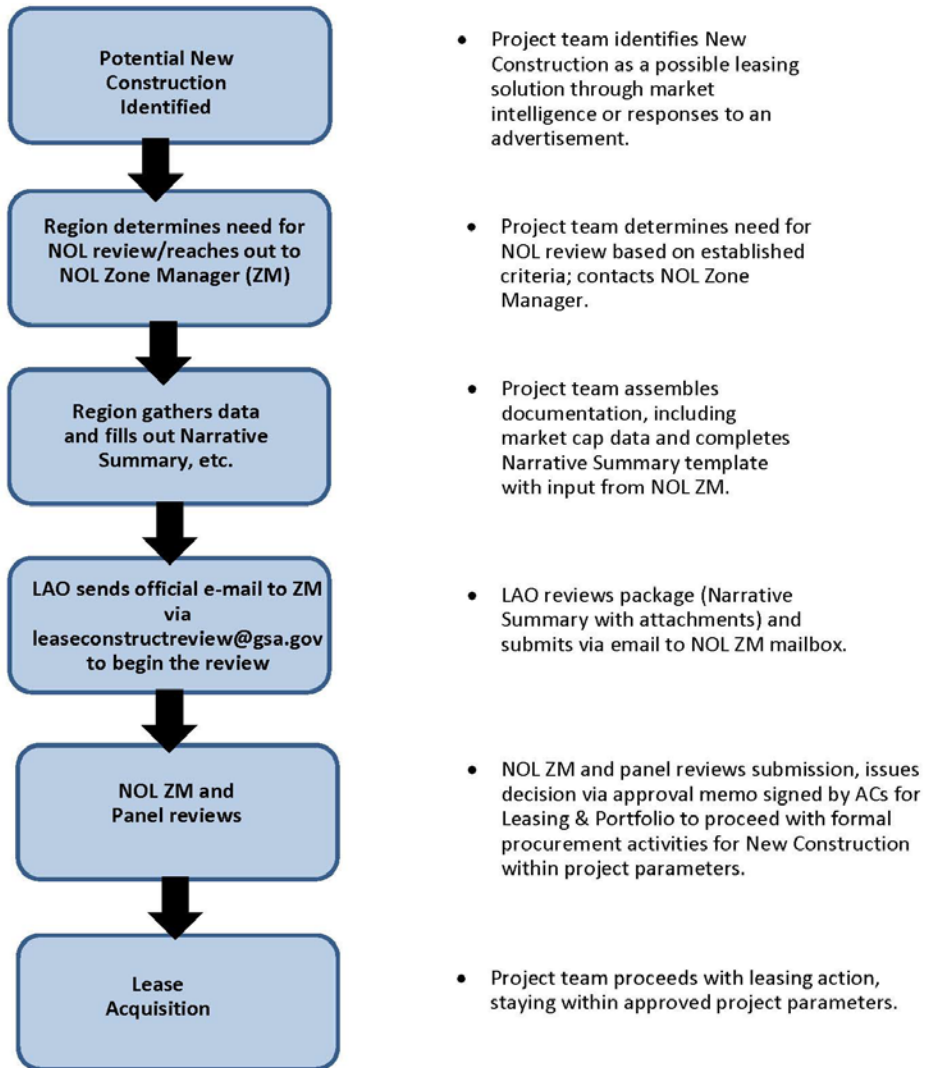 Potential New
Construction
Identified
• Project team identifies New
Construction as a possible leasing
solution through market
intelligence or responses to an
advertisement.
Region determines need for
NOL review/reaches out to
NOL Zone Manager (ZM)
• Project team determines need for
NOL review based on established
criteria; contacts NOL Zone
Manager.
Region gathers data
and fills out Narrative
Summary, etc.
• Project team assembles
documentation, including
market cap data and completes
Narrative Summary template
with input from NOL ZM.
LAO sends official e-mail to ZM
via
leaseconstructreview@gsa.gov
to begin the review
• LAO reviews package (Narrative
Summary with attachments) and
submits via email to NOL ZM mailbox.
NOL ZM and
Panel reviews
• NOL ZM and panel reviews submission, issues
decision via approval memo signed by ACs for
Leasing & Portfolio to proceed with formal
procurement activities for New Construction
within project parameters.
Lease
Acquisition
• Project team proceeds with leasing action,
staying within approved project parameters.